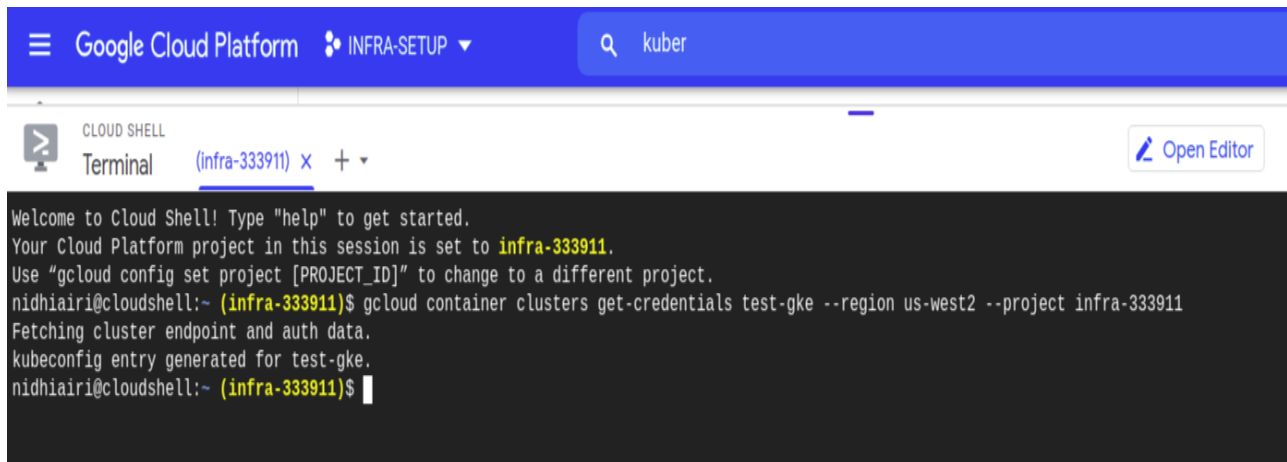 Google Cloud Platform INFRA-SETUP kuber
CLOUD SHELL
Terminal (infra-333911) X + Open Editor
Welcome to Cloud Shell! Type "help" to get started.
Your Cloud Platform project in this session is set to infra-333911.
Use “gcloud config set project [PROJECT_ID]” to change to a different project.
nidhiairi@cloudshell:~ (infra-333911)$ gcloud container clusters get-credentials test-gke --region us-west2 --project infra-333911
Fetching cluster endpoint and auth data.
kubeconfig entry generated for test-gke.
nidhiairi@cloudshell:~ (infra-333911)$